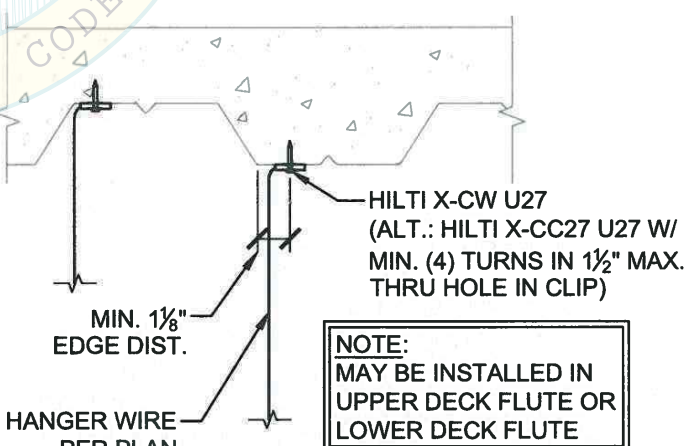 CODE
HILTI X-CW U27
(ALT.: HILTI X-CC27 U27 W/
MIN. (4) TURNS IN 1½" MAX.
THRU HOLE IN CLIP)
MIN. 1⅛"
EDGE DIST.
NOTE:
MAY BE INSTALLED IN
UPPER DECK FLUTE OR
LOWER DECK FLUTE
HANGER WIRE
PER PLAN